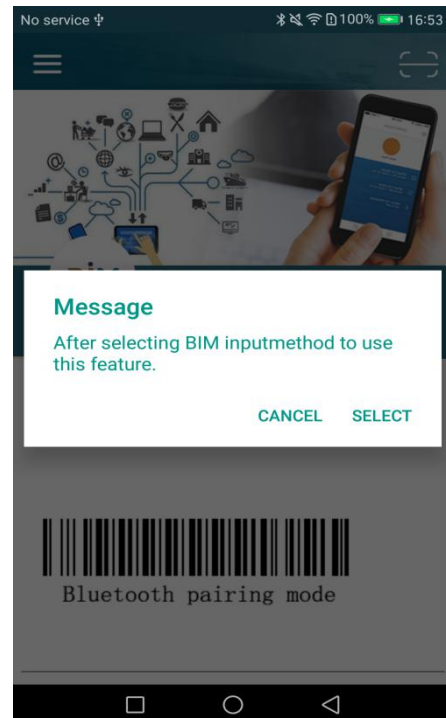 No service 100% 16:53
BIM
Message
After selecting BIM inputmethod to use
this feature.
CANCEL SELECT
Bluetooth pairing mode